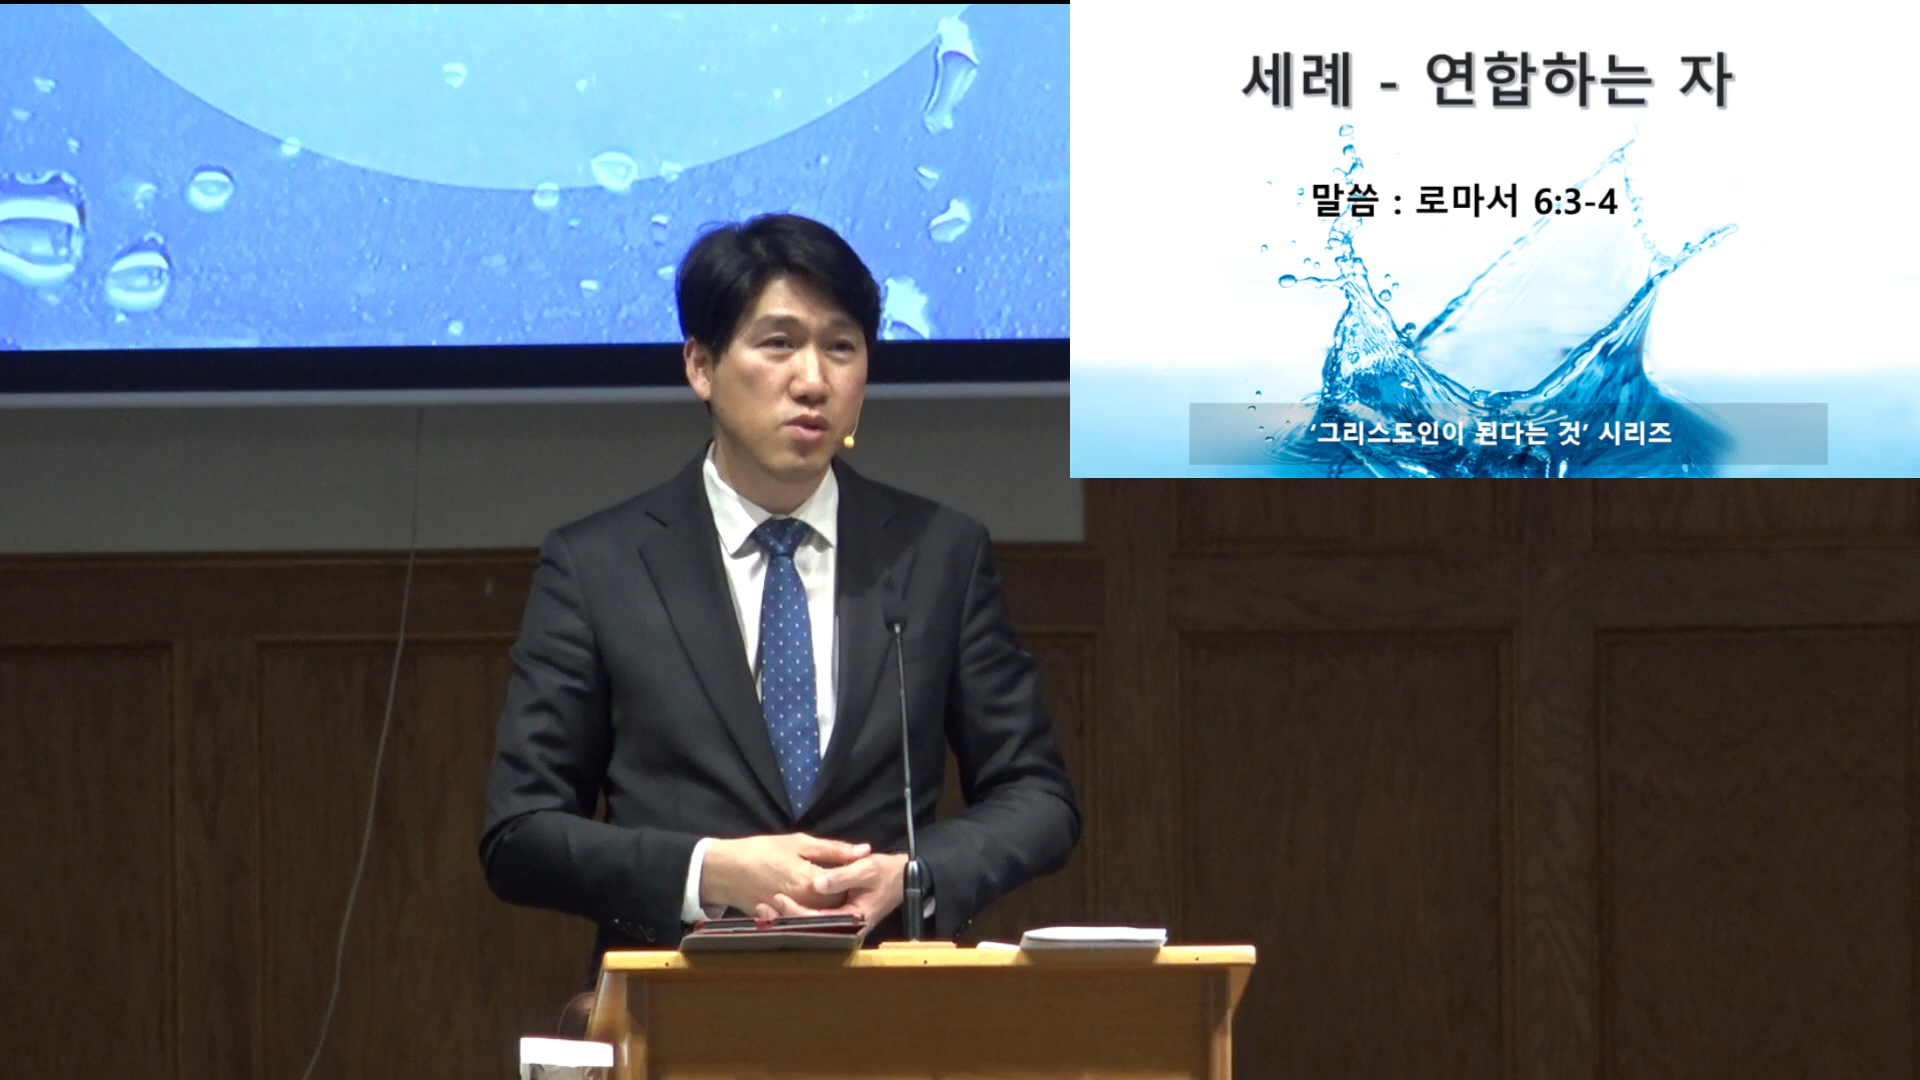 세례 - 연합하는 자
말씀 : 로마서 6:3-4
‘그리스도인이 된다는 것’ 시리즈